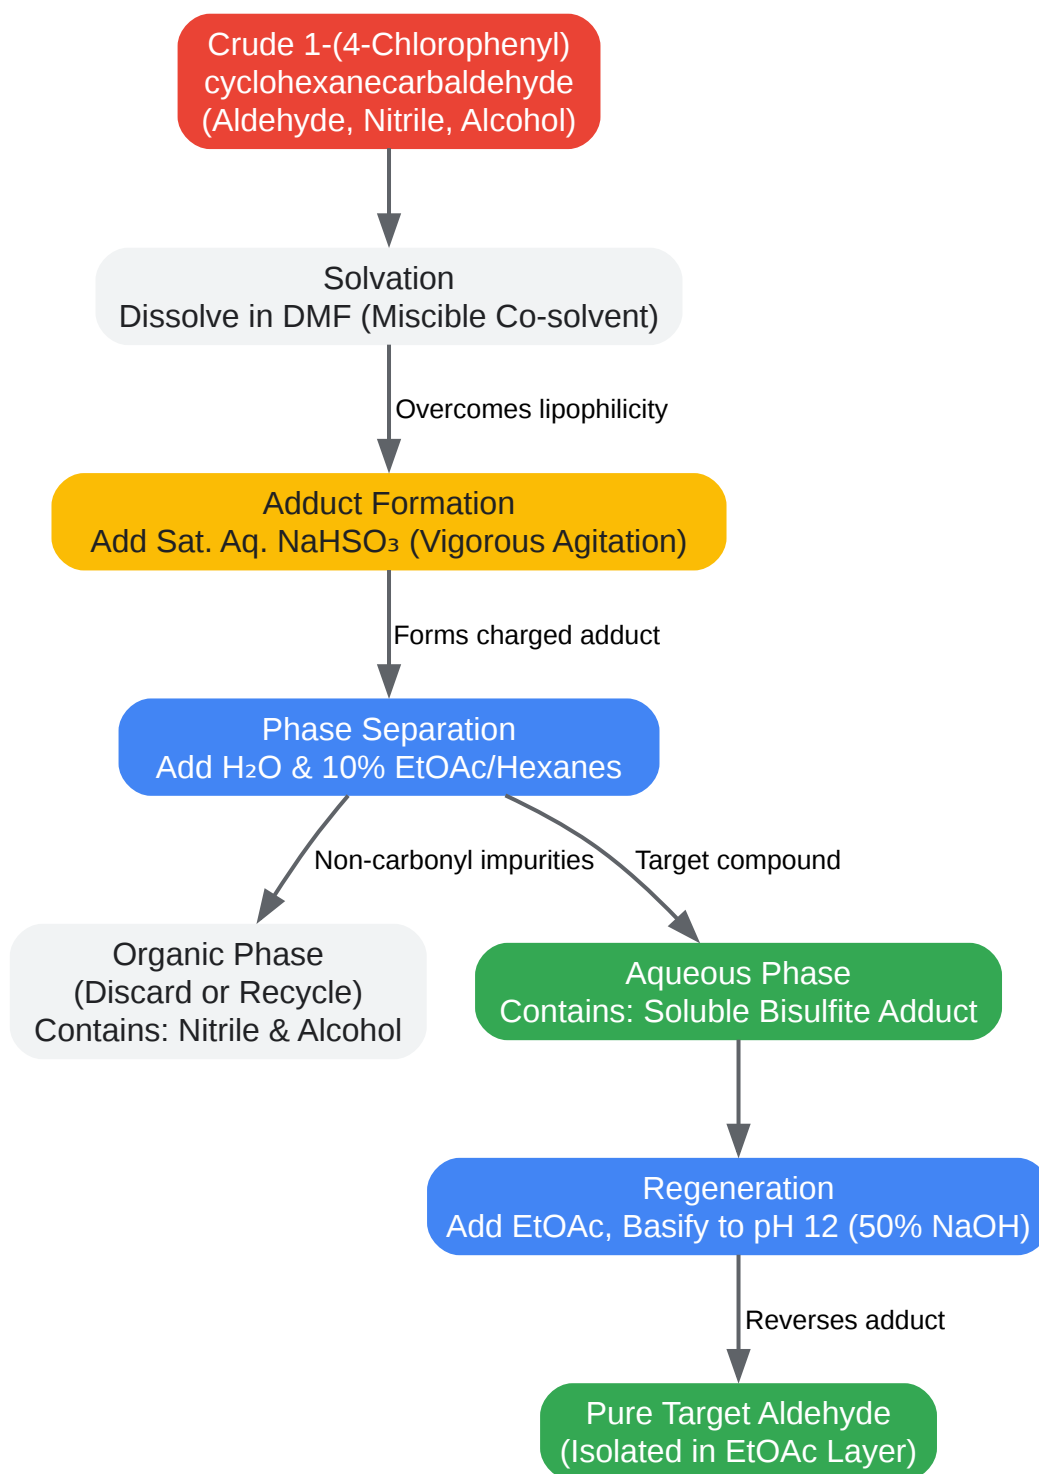 Crude 1-(4-Chlorophenyl)
cyclohexanecarbaldehyde
(Aldehyde, Nitrile, Alcohol)
Solvation
Dissolve in DMF (Miscible Co-solvent)
Overcomes lipophilicity
Adduct Formation
Add Sat. Aq. NaHSO₃ (Vigorous Agitation)
Forms charged adduct
Phase Separation
Add H₂O & 10% EtOAc/Hexanes
Non-carbonyl impurities
Target compound
Organic Phase
(Discard or Recycle)
Contains: Nitrile & Alcohol
Aqueous Phase
Contains: Soluble Bisulfite Adduct
Regeneration
Add EtOAc, Basify to pH 12 (50% NaOH)
Reverses adduct
Pure Target Aldehyde
(Isolated in EtOAc Layer)